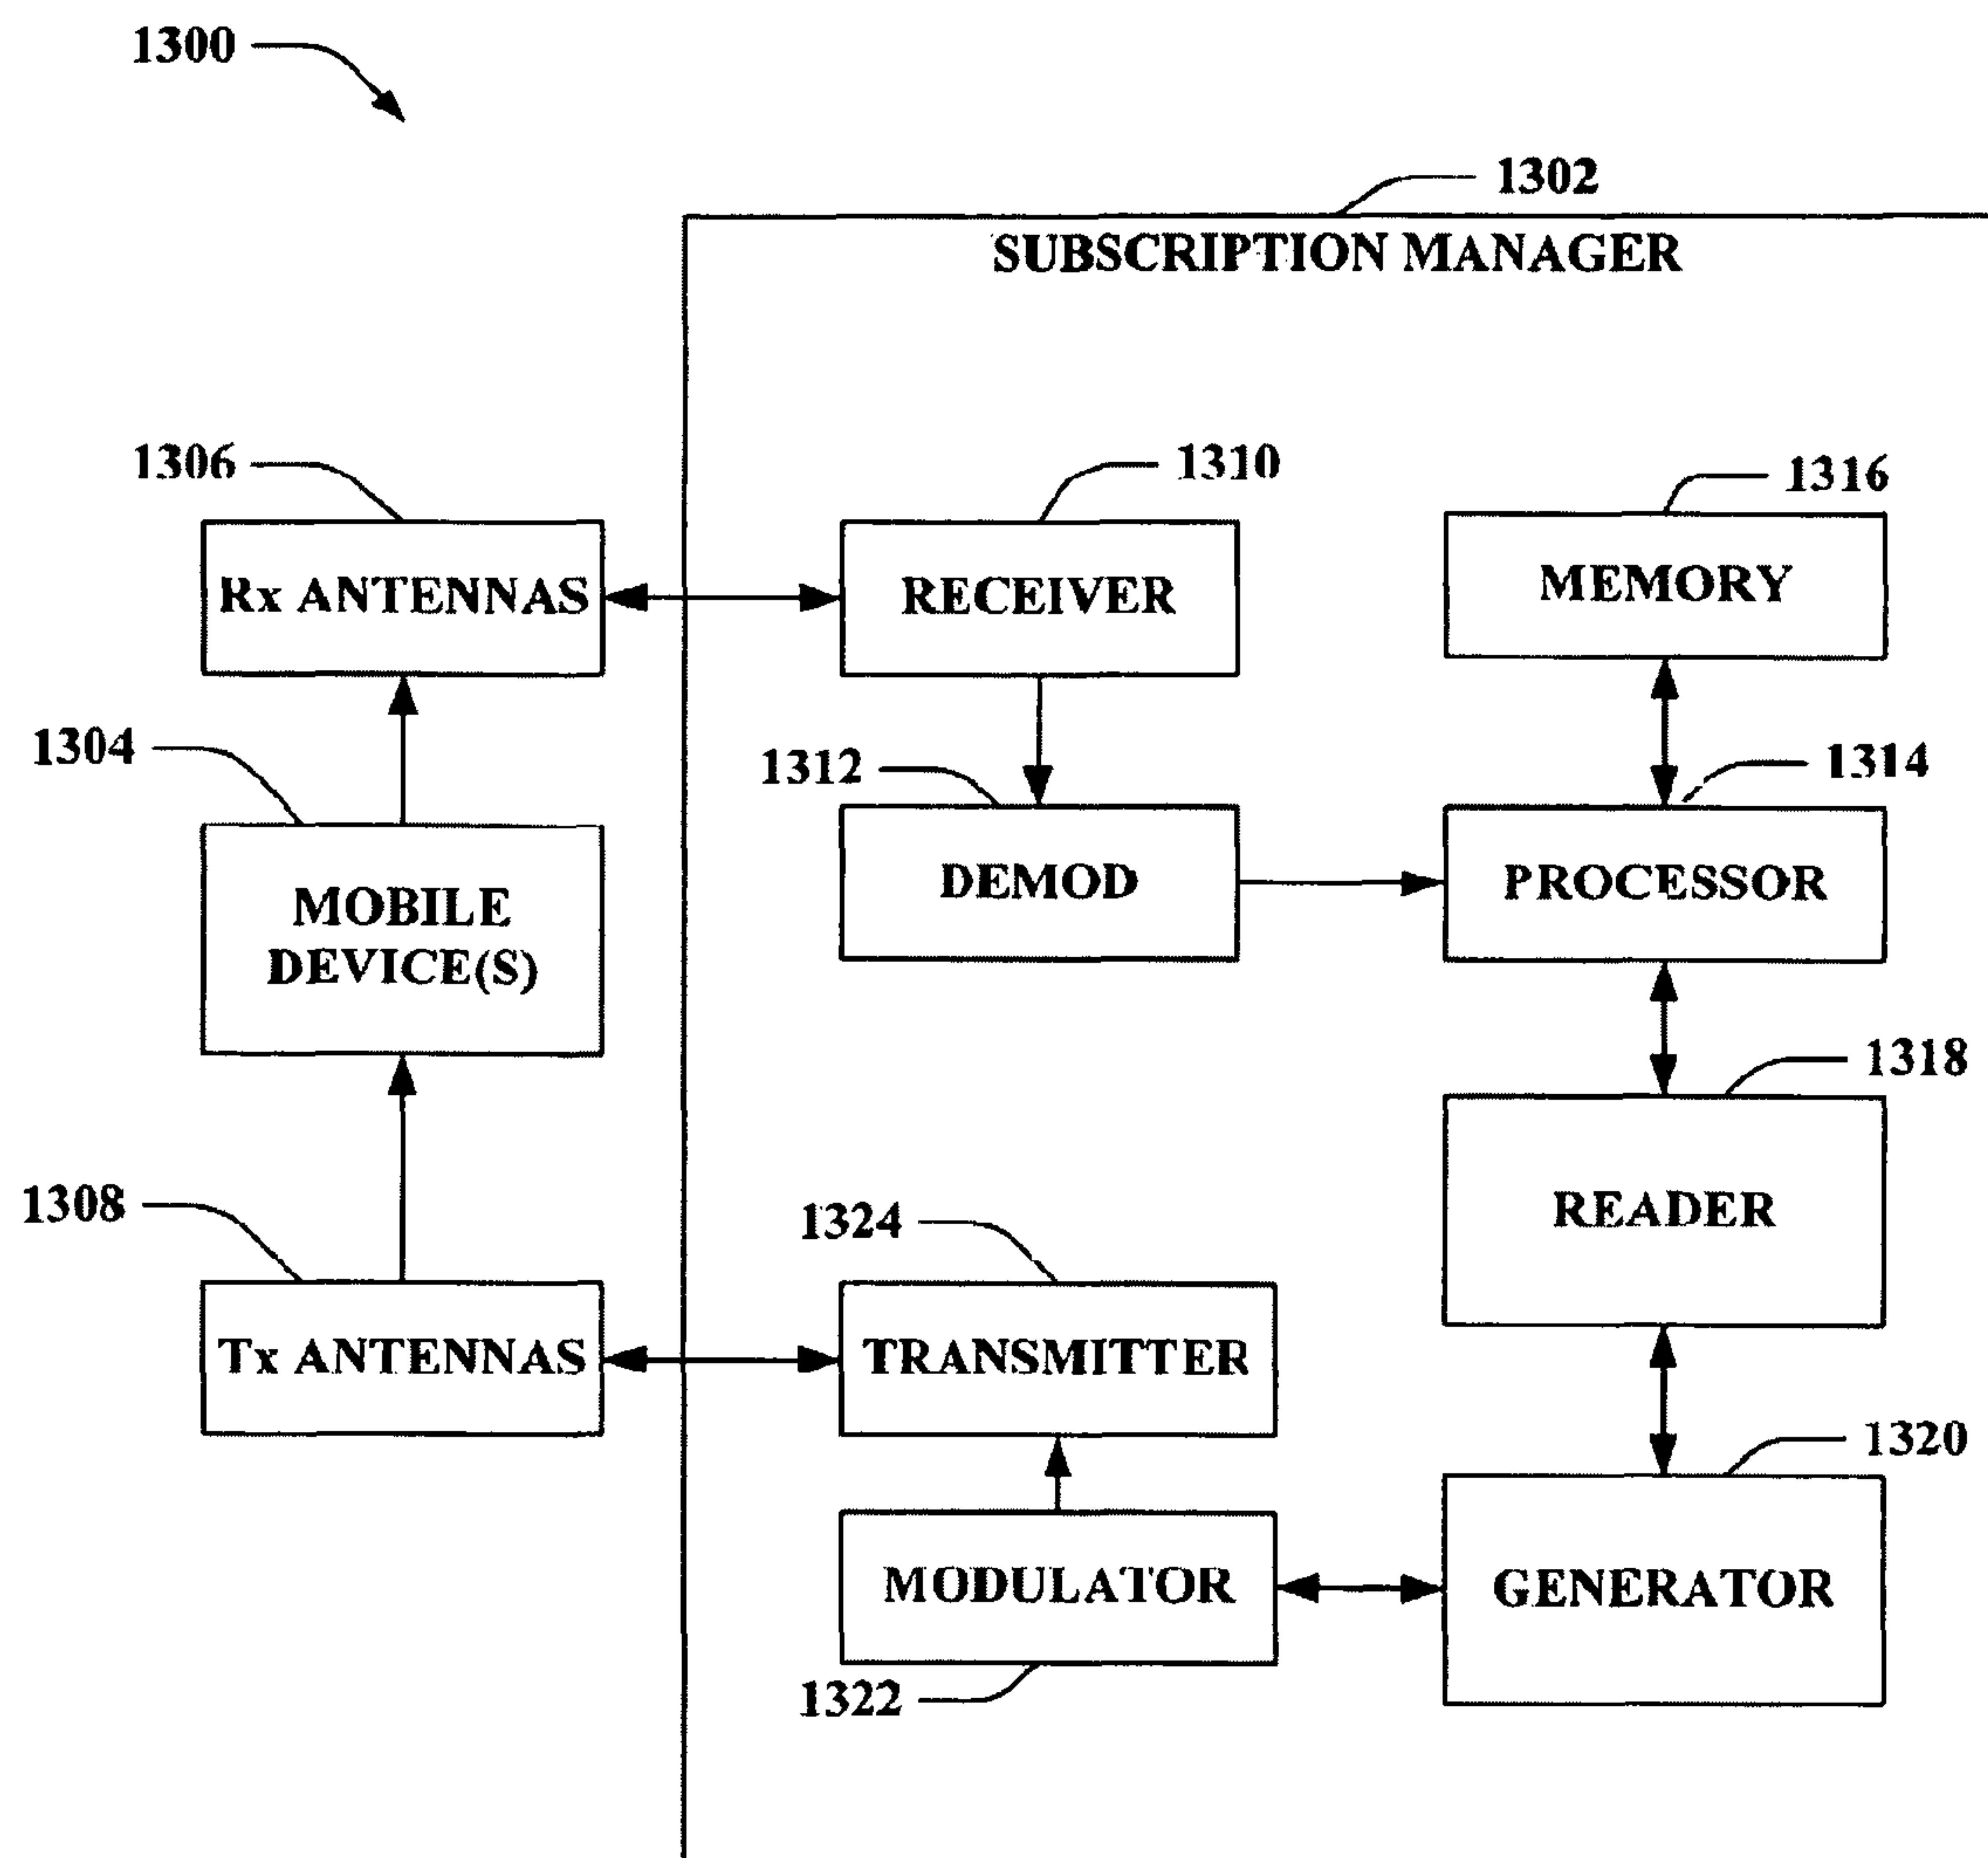 1300
1302
SUBSCRIPTION MANAGER
1306
1310
1316
Rx ANTENNAS
RECEIVER
MEMORY
1304
1312
1314
MOBILE
DEVICE(S)
DEMOD
PROCESSOR
1318
1308
1324
READER
Tx ANTENNAS
TRANSMITTER
1320
MODULATOR
GENERATOR
1322